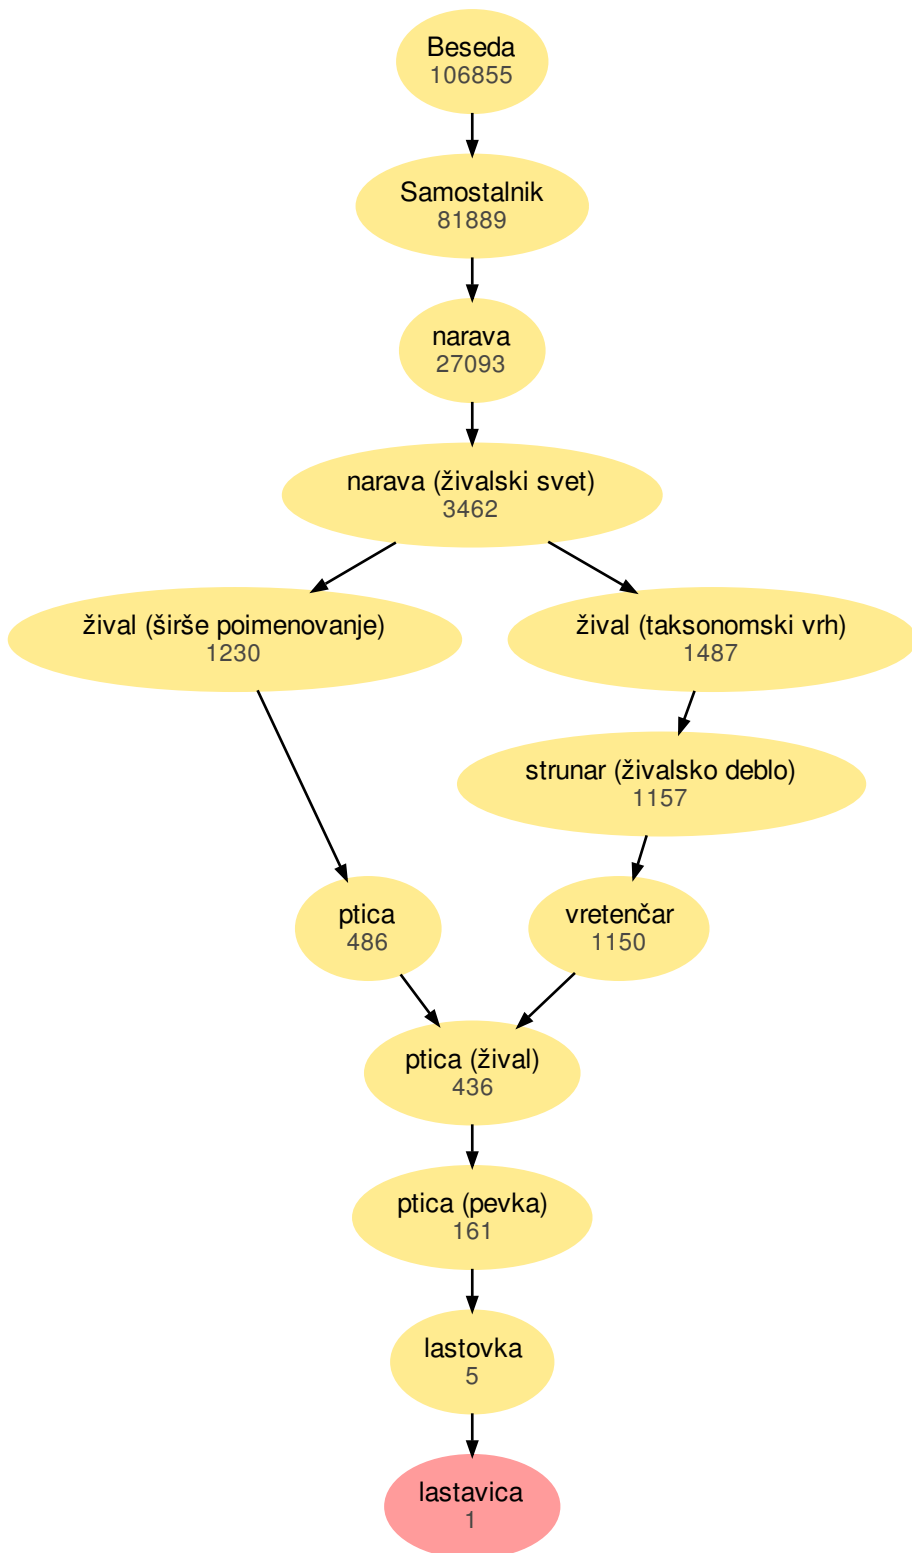 Beseda
106855
Samostalnik
81889
narava
27093
narava (živalski svet)
3462
žival (širše poimenovanje)
1230
žival (taksonomski vrh)
1487
strunar (živalsko deblo)
1157
ptica
486
vretenčar
1150
ptica (žival)
436
ptica (pevka)
161
lastovka
5
lastavica
1